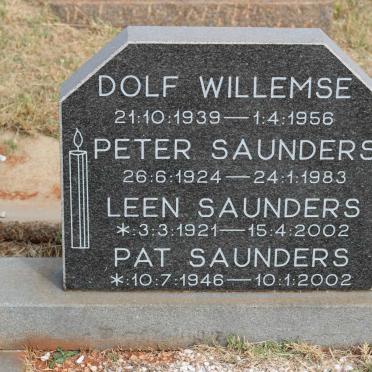 DOLF WILLEMSE
21.10.1939—1.4.1956
PETER SAUNDERS
26.6.1924—24.1.1983
LEEN SAUNDERS
*.3.3.1921—15.4.2002
PAT SAUNDERS
*.10.7.1946—10.1.2002